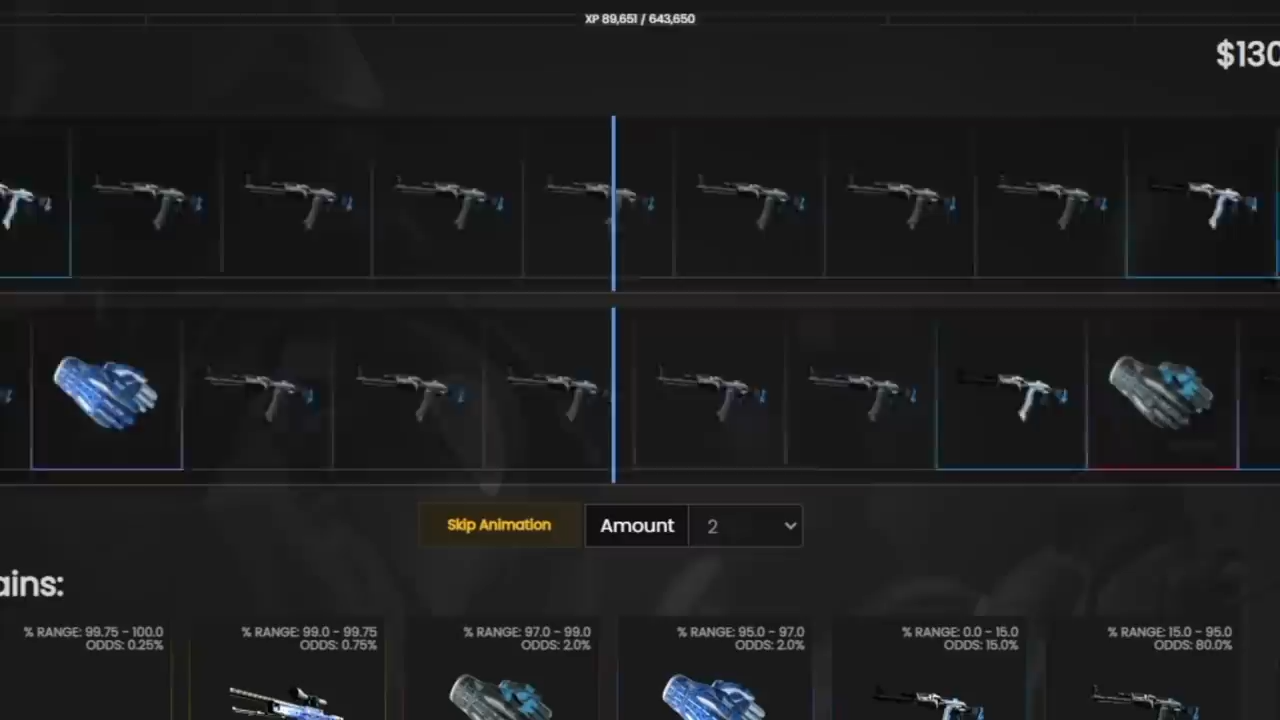 XP 89,651 / 643,650
$130
Skip Animation
Amount
2
ains:
% RANGE: 99.75 - 100.0
ODDS: 0.25%
% RANGE: 99.0 - 99.75
ODDS: 0.75%
% RANGE: 97.0 - 99.0
ODDS: 2.0%
% RANGE: 95.0 - 97.0
ODDS: 2.0%
% RANGE: 0.0 - 15.0
ODDS: 15.0%
% RANGE: 15.0 - 95.0
ODDS: 80.0%